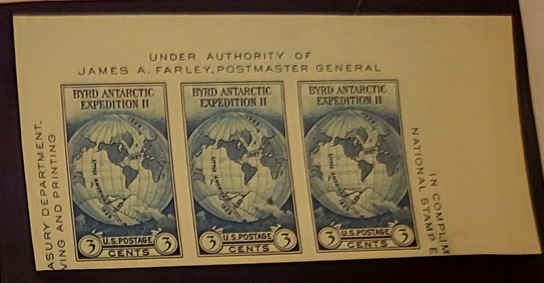 UNDER AUTHORITY OF
JAMES A. FARLEY, POSTMASTER GENERAL
ASURY DEPARTMENT,
VING AND PRINTING
BYRD ANTARCTIC
EXPEDITION II
3 U.S. POSTAGE 3
CENTS
BYRD ANTARCTIC
EXPEDITION II
3 U.S. POSTAGE 3
CENTS
BYRD ANTARCTIC
EXPEDITION II
3 U.S. POSTAGE 3
CENTS
IN COMPLIM
NATIONAL STAMP E